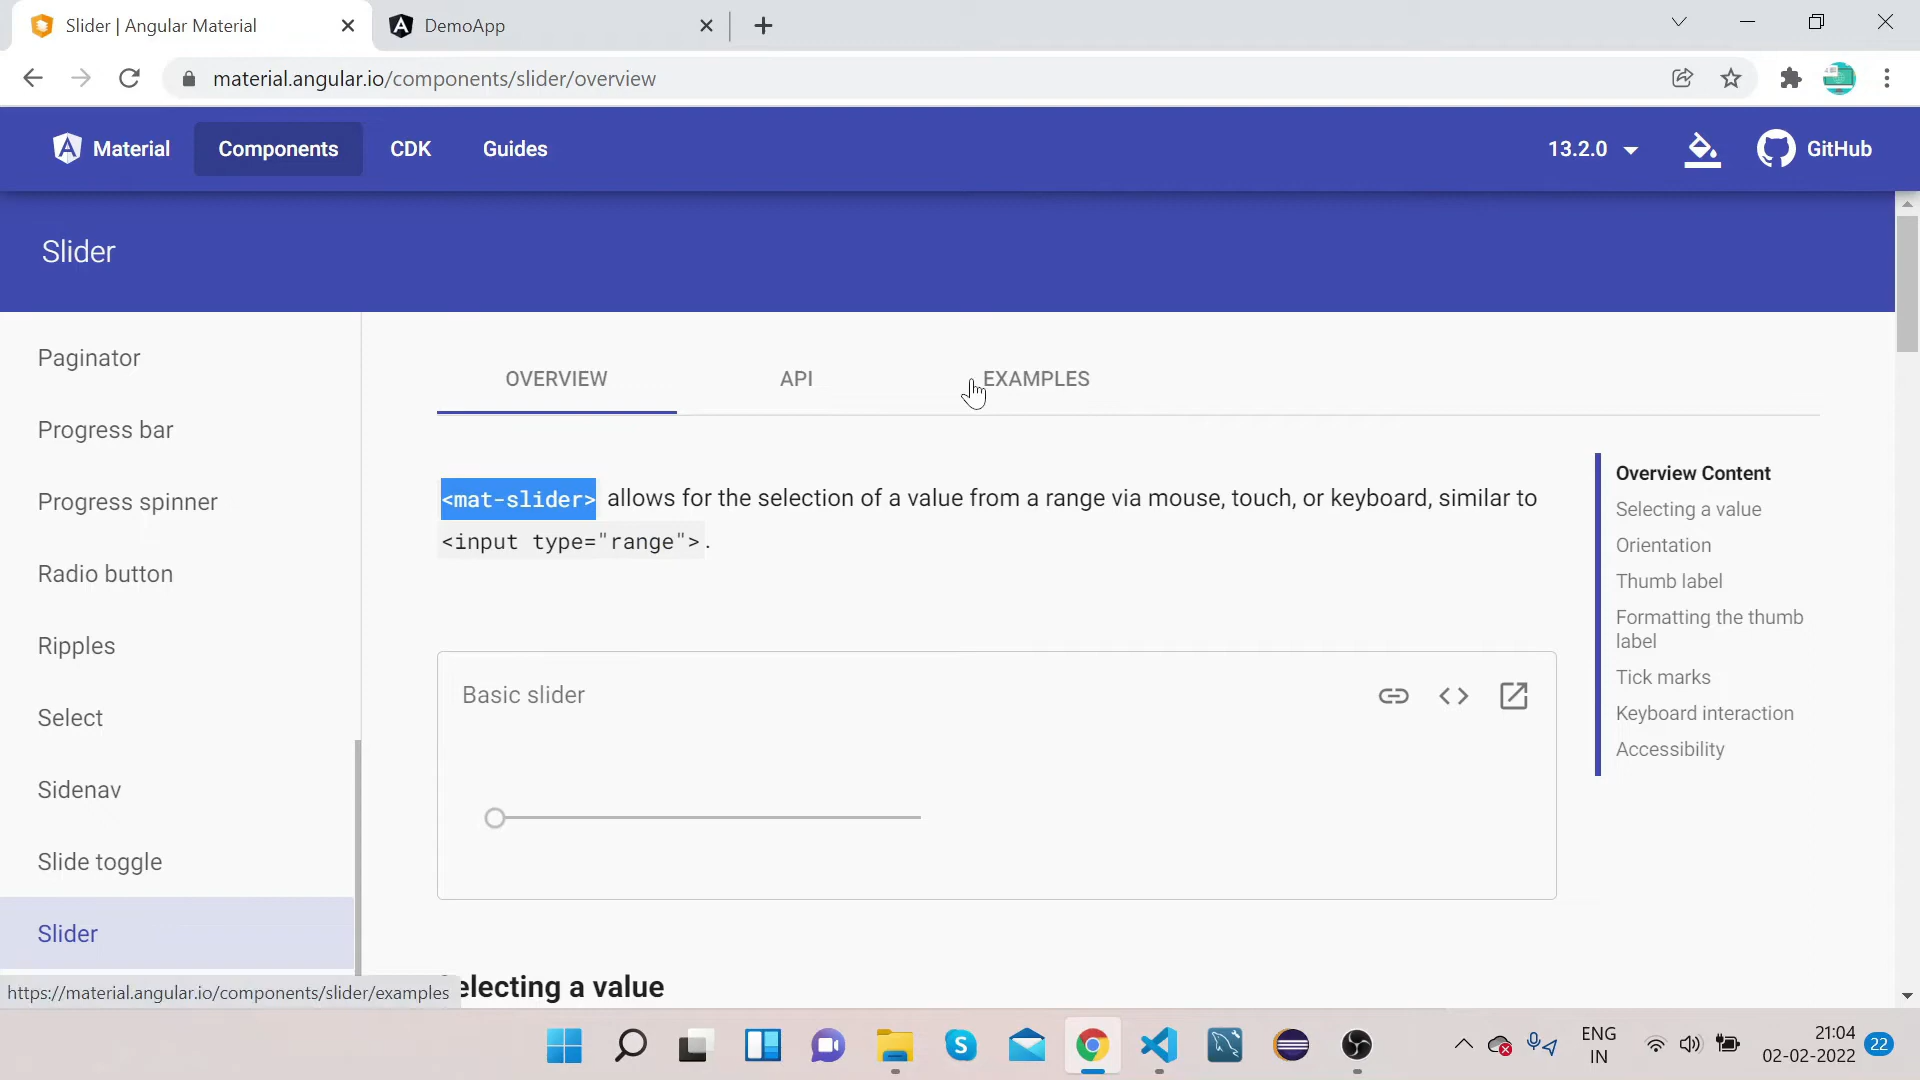 Slider | Angular Material
DemoApp
material.angular.io/components/slider/overview
Material
Components
CDK
Guides
13.2.0
GitHub
Slider
Paginator
Progress bar
Progress spinner
Radio button
Ripples
Select
Sidenav
Slide toggle
Slider
OVERVIEW
API
EXAMPLES
<mat-slider> allows for the selection of a value from a range via mouse, touch, or keyboard, similar to
<input type="range">.
Basic slider
Selecting a value
Overview Content
Selecting a value
Orientation
Thumb label
Formatting the thumb
label
Tick marks
Keyboard interaction
Accessibility
https://material.angular.io/components/slider/examples
ENG
IN
21:04
02-02-2022
22